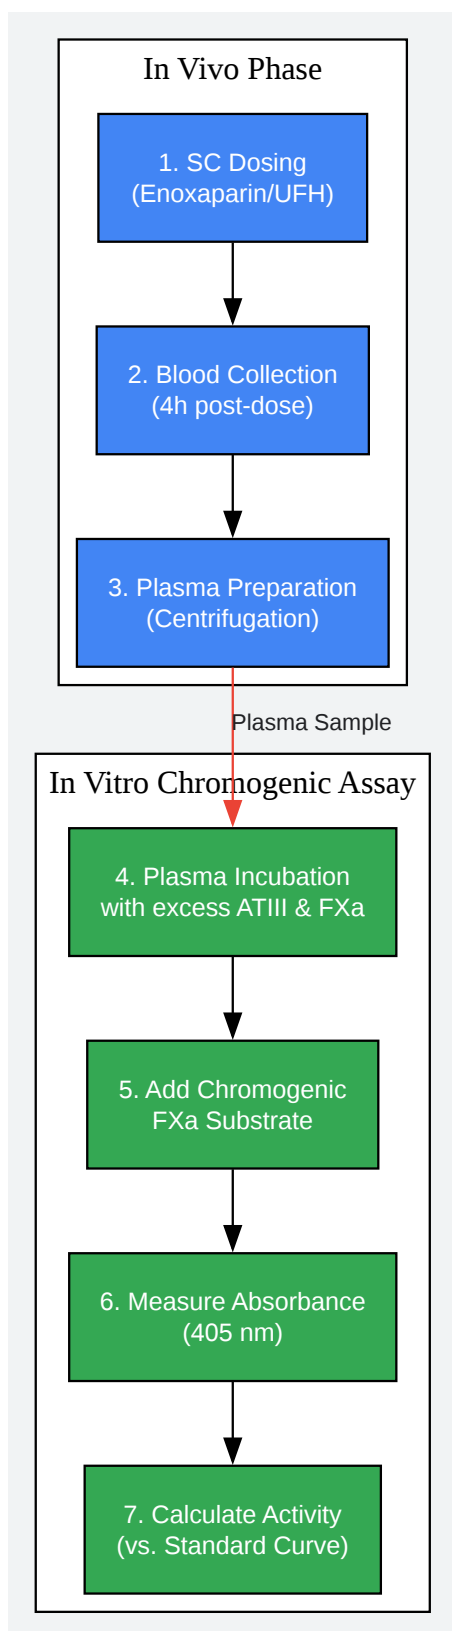 In Vivo Phase
1. SC Dosing
(Enoxaparin/UFH)
2. Blood Collection
(4h post-dose)
3. Plasma Preparation
(Centrifugation)
Plasma Sample
In Vitro Chromogenic Assay
4. Plasma Incubation
with excess ATIII & FXa
5. Add Chromogenic
FXa Substrate
6. Measure Absorbance
(405 nm)
7. Calculate Activity
(vs. Standard Curve)